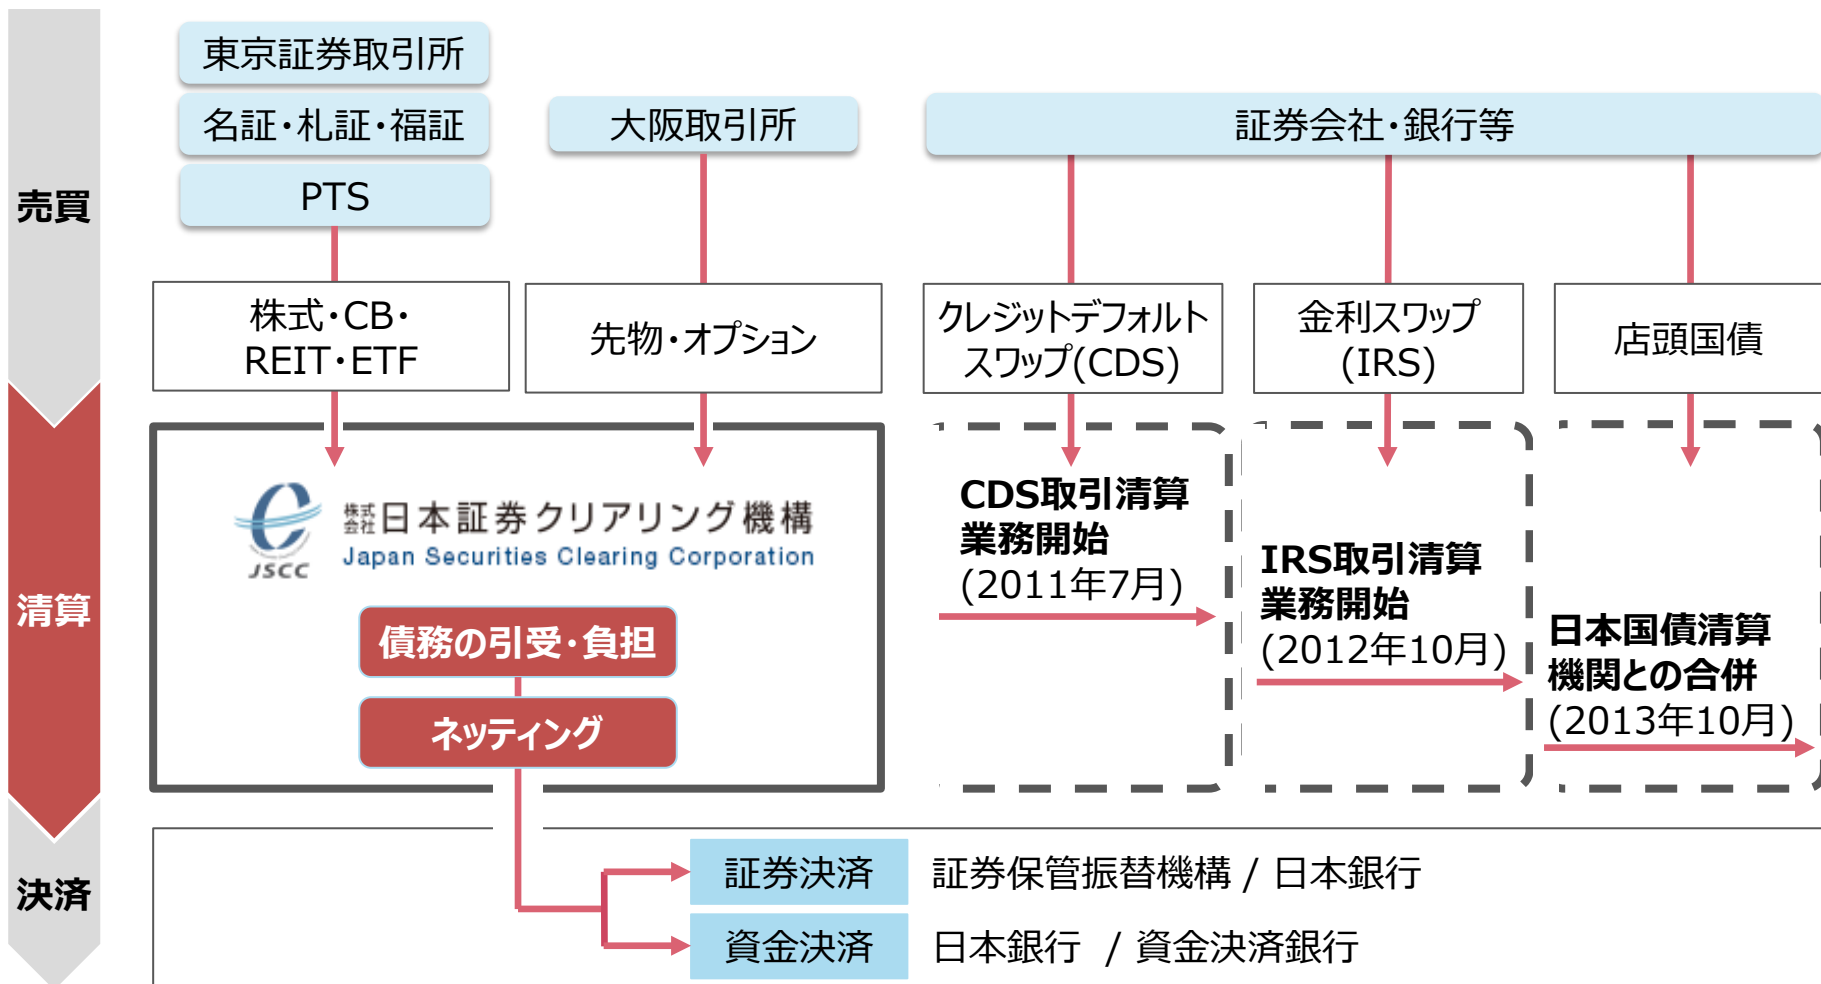 売買
東京証券取引所
名証・札証・福証
PTS
大阪取引所
証券会社・銀行等
株式・CB・
REIT・ETF
先物・オプション
クレジットデフォルト
スワップ(CDS)
金利スワップ
(IRS)
店頭国債
清算
JSCC
株式会社日本証券クリアリング機構
Japan Securities Clearing Corporation
債務の引受・負担
ネッティング
CDS取引清算
業務開始
(2011年7月)
IRS取引清算
業務開始
(2012年10月)
日本国債清算
機関との合併
(2013年10月)
決済
証券決済 証券保管振替機構 / 日本銀行
資金決済 日本銀行 / 資金決済銀行